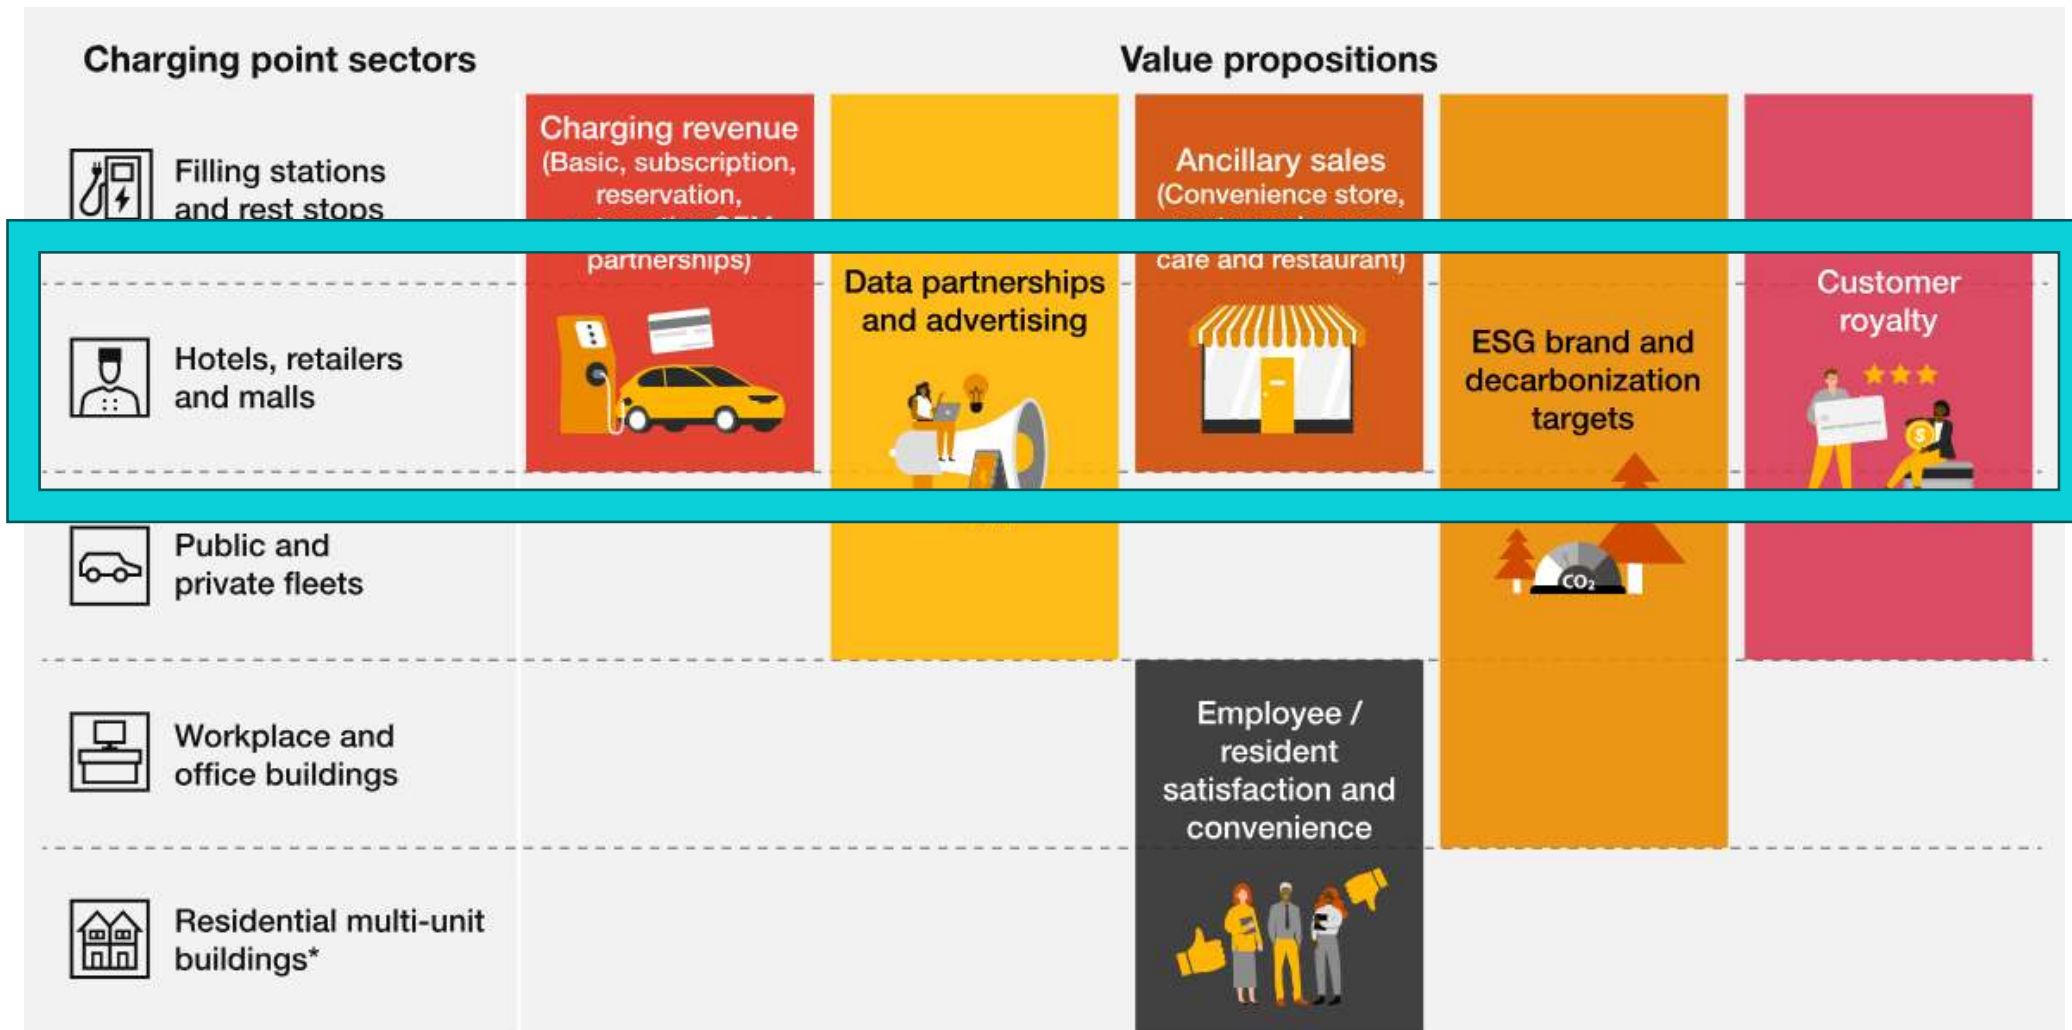 Charging point sectors
Value propositions
Filling stations
and rest stops
Charging revenue
(Basic, subscription,
reservation,
partnerships)
Data partnerships
and advertising
Ancillary sales
(Convenience store,
café and restaurant)
ESG brand and
decarbonization
targets
CO₂
Customer
royalty
$
Hotels, retailers
and malls
Public and
private fleets
Workplace and
office buildings
Employee /
resident
satisfaction and
convenience
Residential multi-unit
buildings*